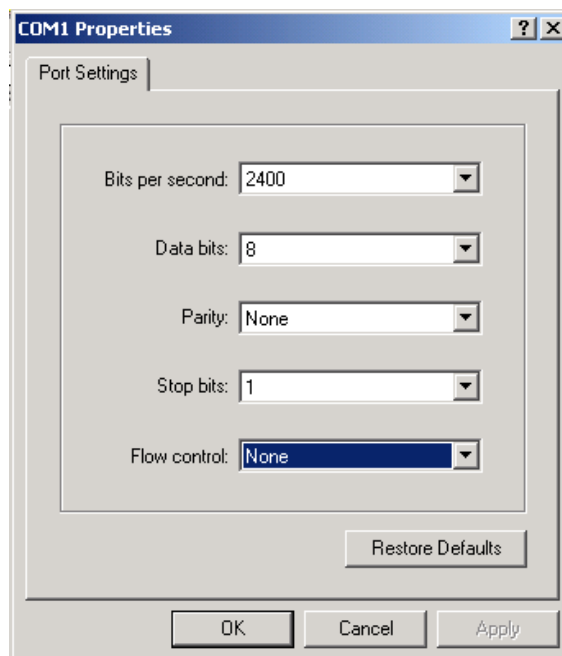 COM1 Properties
Port Settings
Bits per second: 2400
Data bits: 8
Parity: None
Stop bits: 1
Flow control: None
Restore Defaults
OK Cancel Apply